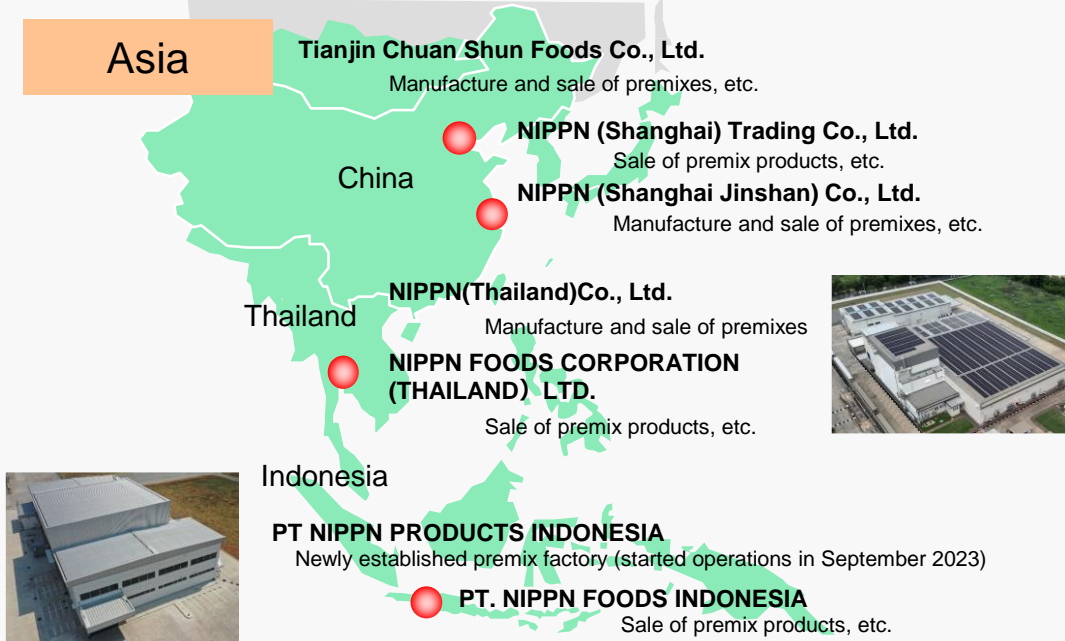 Asia
Tianjin Chuan Shun Foods Co., Ltd.
Manufacture and sale of premixes, etc.
NIPPN (Shanghai) Trading Co., Ltd.
Sale of premix products, etc.
China
NIPPN (Shanghai Jinshan) Co., Ltd.
Manufacture and sale of premixes, etc.
Thailand
NIPPN(Thailand)Co., Ltd.
Manufacture and sale of premixes
NIPPN FOODS CORPORATION
(THAILAND） LTD.
Sale of premix products, etc.
Indonesia
PT NIPPN PRODUCTS INDONESIA
Newly established premix factory (started operations in September 2023)
PT. NIPPN FOODS INDONESIA
Sale of premix products, etc.